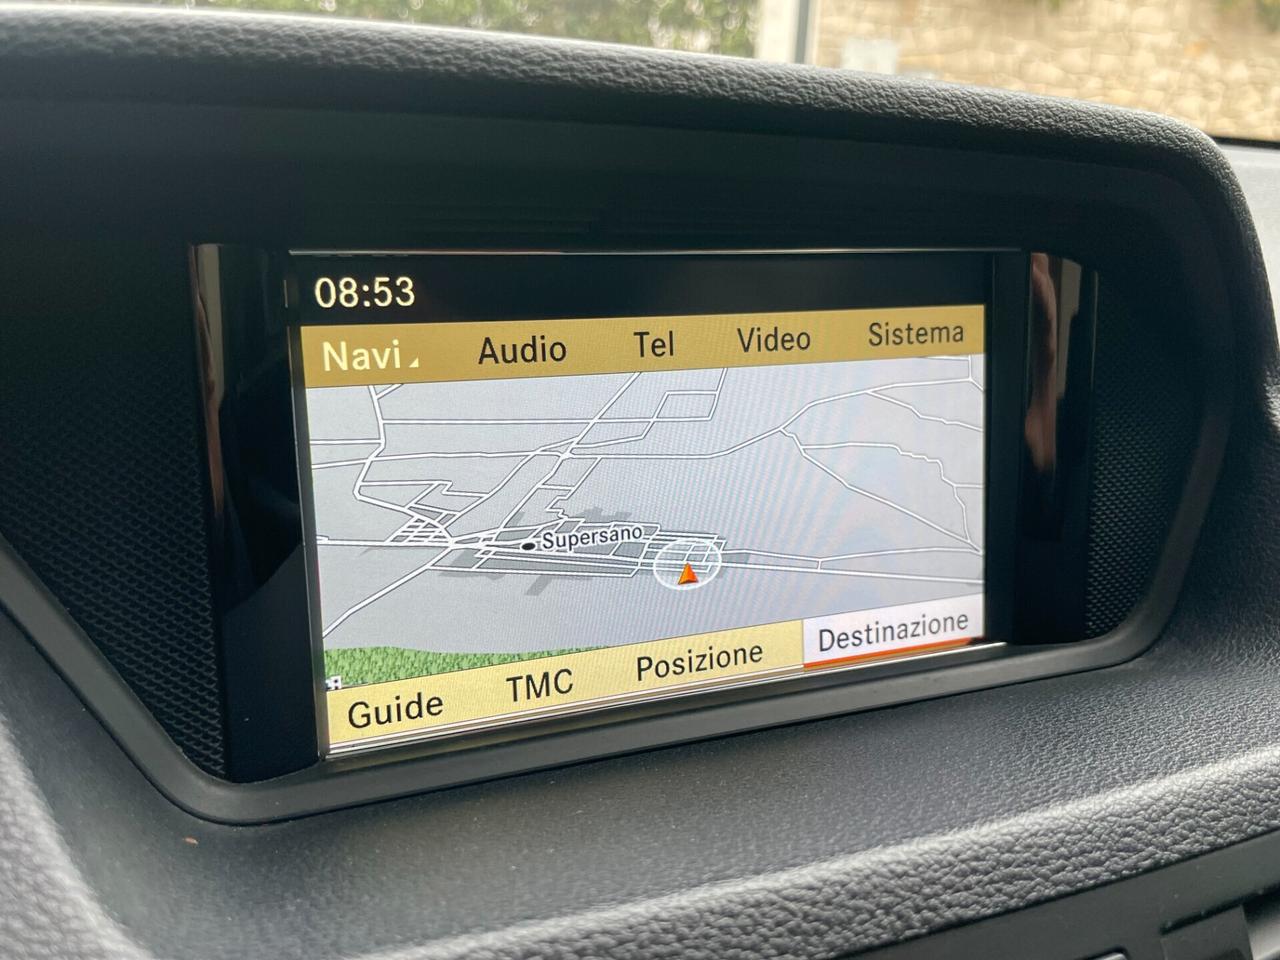 08:53
Navi Audio Tel Video Sistema
Supersano
Guide TMC Posizione Destinazione